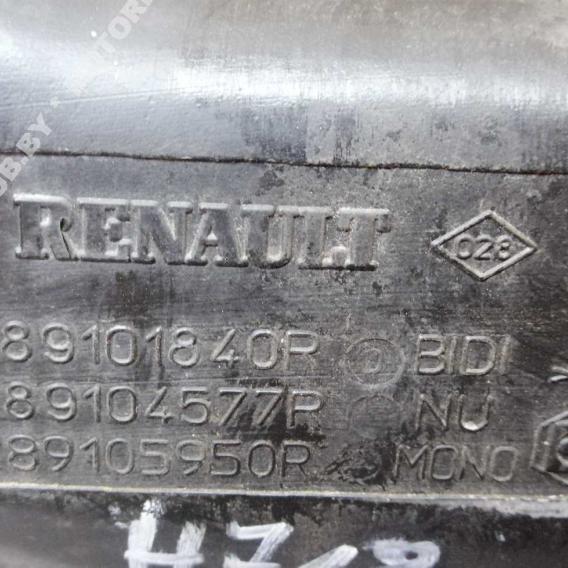 RENAULT 028
89101840R BIDI
89104577R NU
89105950R MONO